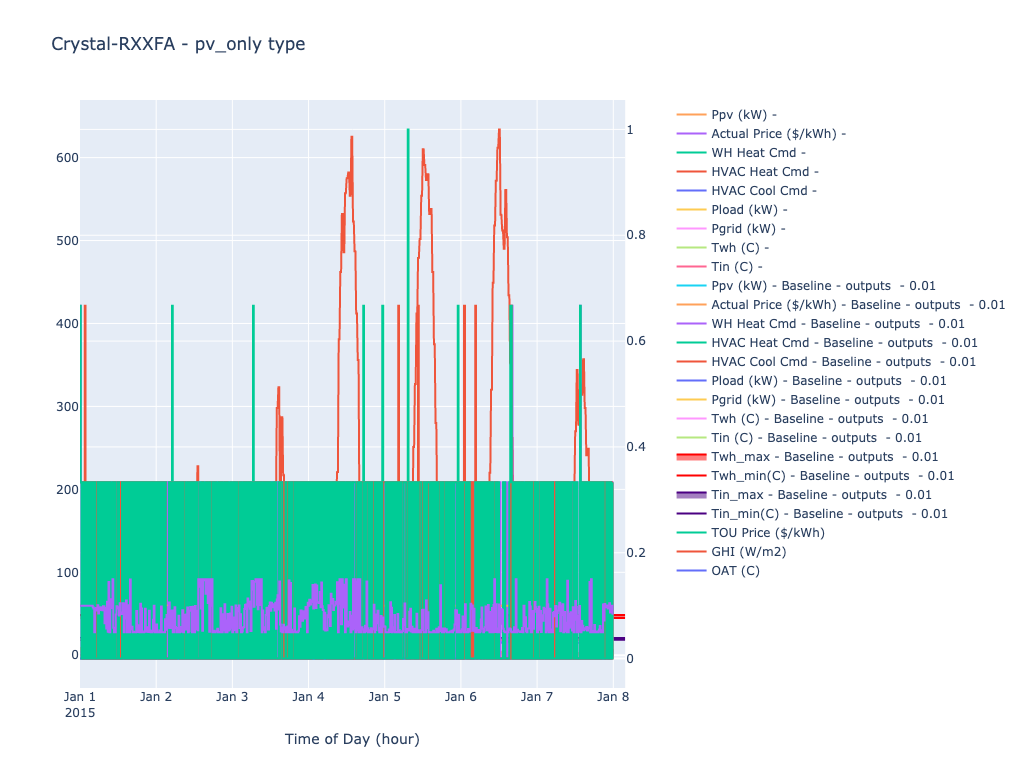 Crystal-RXXFA - pv_only type
600
500
400
300
200
100
0
1
0.8
0.6
0.4
0.2
0
Jan 1
2015
Jan 2
Jan 3
Jan 4
Jan 5
Jan 6
Jan 7
Jan 8
Time of Day (hour)
Ppv (kW) -
Actual Price ($/kWh) -
WH Heat Cmd -
HVAC Heat Cmd -
HVAC Cool Cmd -
Pload (kW) -
Pgrid (kW) -
Twh (C) -
Tin (C) -
Ppv (kW) - Baseline - outputs  - 0.01
Actual Price ($/kWh) - Baseline - outputs  - 0.01
WH Heat Cmd - Baseline - outputs  - 0.01
HVAC Heat Cmd - Baseline - outputs  - 0.01
HVAC Cool Cmd - Baseline - outputs  - 0.01
Pload (kW) - Baseline - outputs  - 0.01
Pgrid (kW) - Baseline - outputs  - 0.01
Twh (C) - Baseline - outputs  - 0.01
Tin (C) - Baseline - outputs  - 0.01
Twh_max - Baseline - outputs  - 0.01
Twh_min(C) - Baseline - outputs  - 0.01
Tin_max - Baseline - outputs  - 0.01
Tin_min(C) - Baseline - outputs  - 0.01
TOU Price ($/kWh)
GHI (W/m2)
OAT (C)